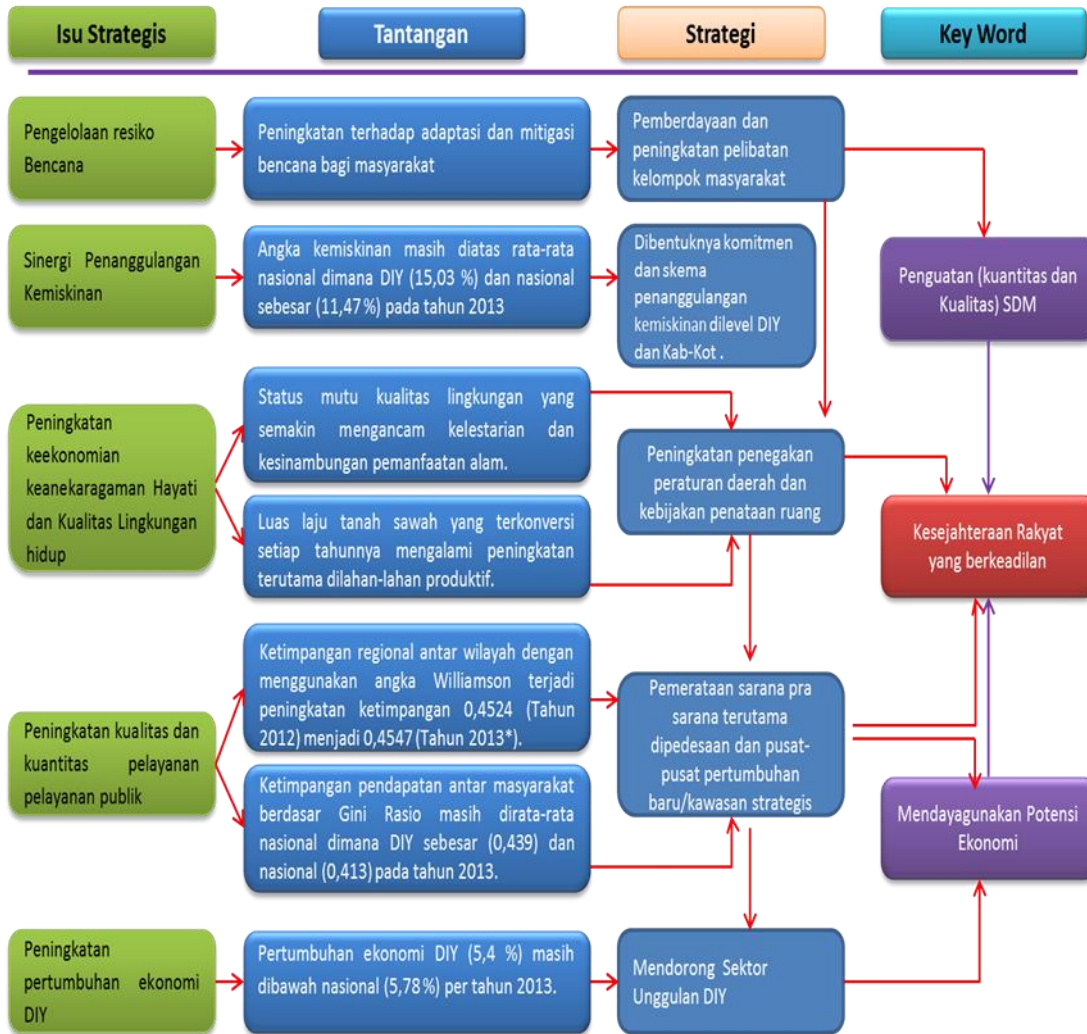 Isu Strategis
Tantangan
Strategi
Key Word
Pengelolaan resiko
Bencana
Peningkatan terhadap adaptasi dan mitigasi
bencana bagi masyarakat
Pemberdayaan dan
peningkatan pelibatan
kelompok masyarakat
Sinergi Penanggulangan
Kemiskinan
Angka kemiskinan masih diatas rata-rata
nasional dimana DIY (15,03 %) dan nasional
sebesar (11,47 %) pada tahun 2013
Dibentuknya komitmen
dan skema
penanggulangan
kemiskinan dilevel DIY
dan Kab-Kot .
Penguatan (kuantitas dan
Kualitas) SDM
Peningkatan
keekonomian
keanekaragaman Hayati
dan Kualitas Lingkungan
hidup
Status mutu kualitas lingkungan yang
semakin mengancam kelestarian dan
kesinambungan pemanfaatan alam.
Luas laju tanah sawah yang terkonversi
setiap tahunnya mengalami peningkatan
terutama dilahan-lahan produktif.
Peningkatan penegakan
peraturan daerah dan
kebijakan penataan ruang
Kesejahteraan Rakyat
yang berkeadilan
Peningkatan kualitas dan
kuantitas pelayanan
pelayanan publik
Ketimpangan regional antar wilayah dengan
menggunakan angka Williamson terjadi
peningkatan ketimpangan 0,4524 (Tahun
2012) menjadi 0,4547 (Tahun 2013*).
Ketimpangan pendapatan antar masyarakat
berdasar Gini Rasio masih dirata-rata
nasional dimana DIY sebesar (0,439) dan
nasional (0,413) pada tahun 2013.
Pemerataan sarana pra
sarana terutama
dipedesaan dan pusat-
pusat pertumbuhan
baru/kawasan strategis
Mendayagunakan Potensi
Ekonomi
Peningkatan
pertumbuhan ekonomi
DIY
Pertumbuhan ekonomi DIY (5,4 %) masih
dibawah nasional (5,78 %) per tahun 2013.
Mendorong Sektor
Unggulan DIY